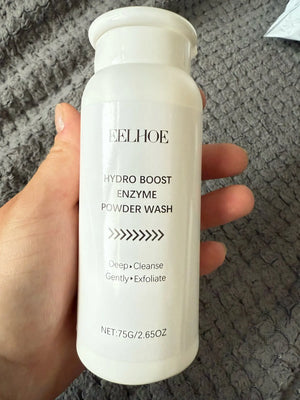 EELHOE
HYDRO BOOST
ENZYME
POWDER WASH
>>>>>>>>>
Deep▸Cleanse
Gently▸Exfoliate
NET:75G/2.65OZ